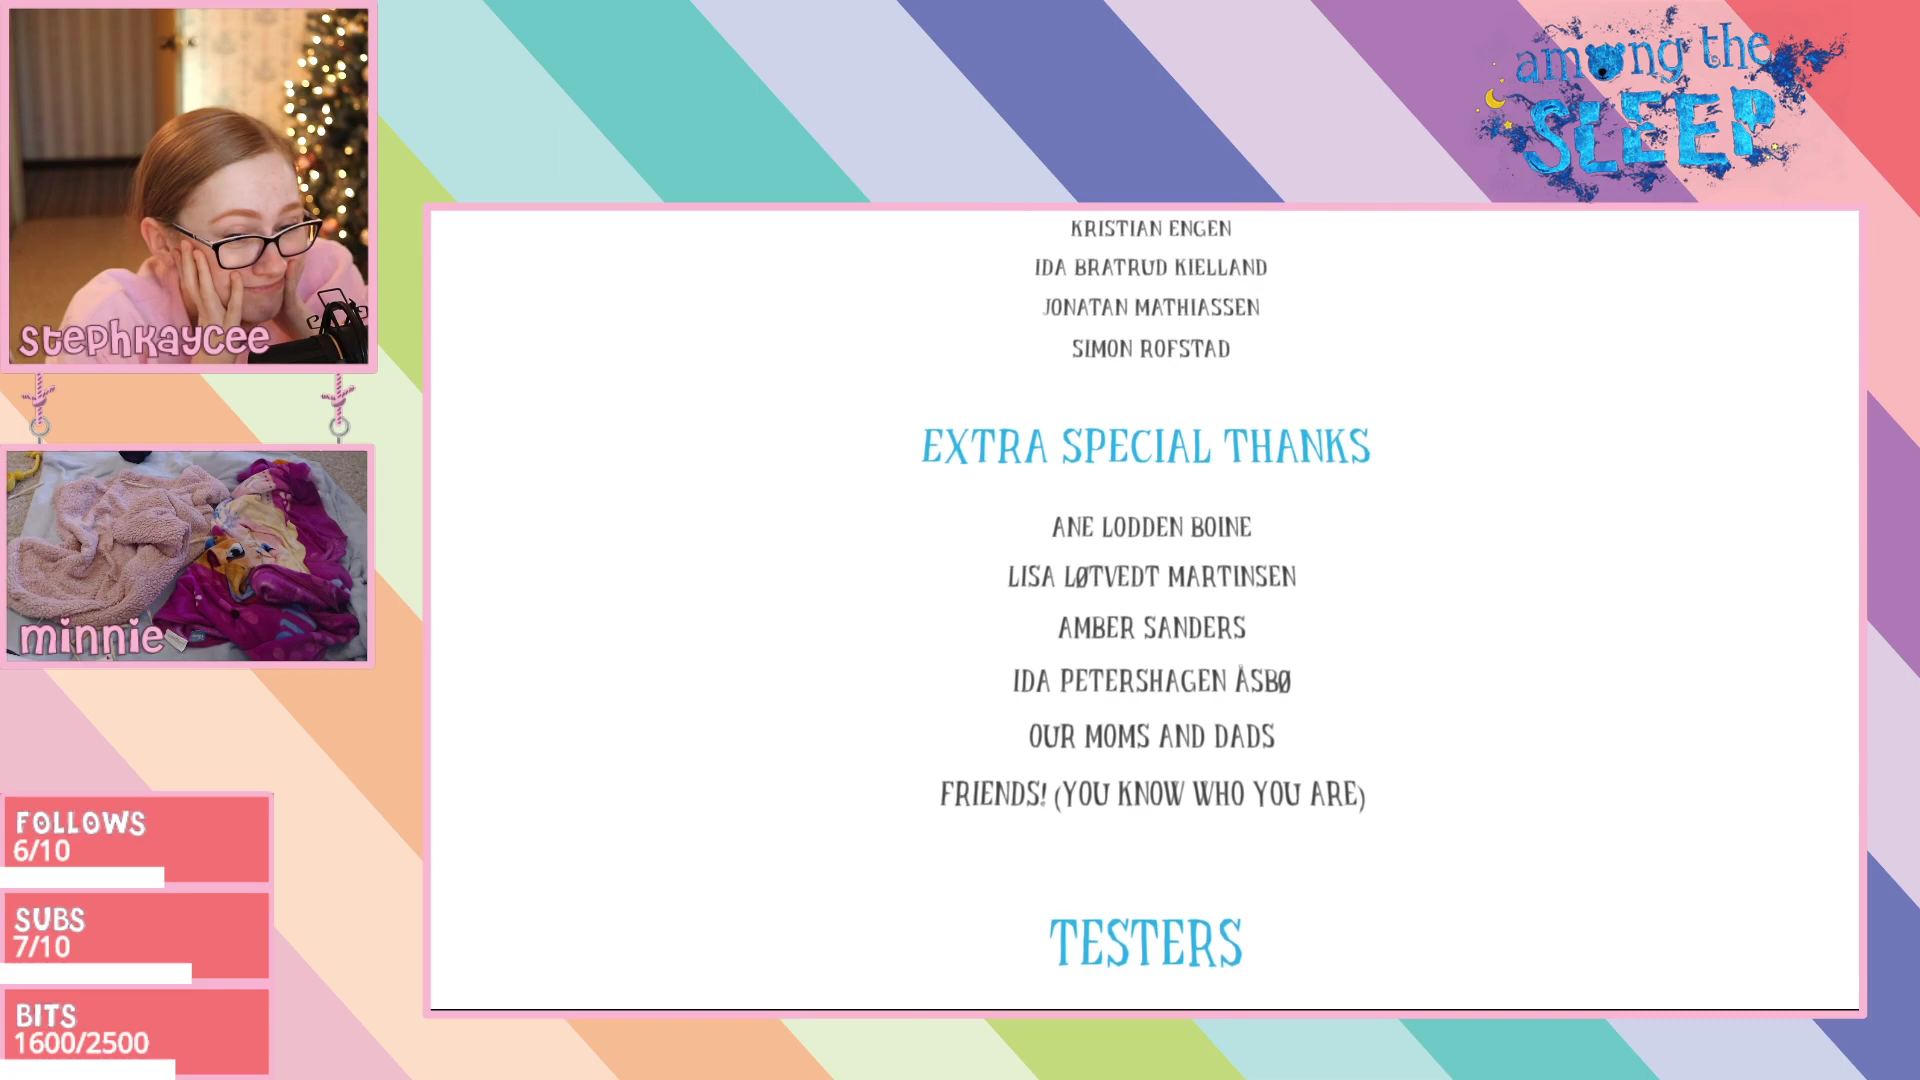 stephkaycee
minnie
FOLLOWS
6/10
SUBS
7/10
BITS
1600/2500
among the
SLEEP
KRISTIAN ENGEN
IDA BRATRUD KIELLAND
JONATAN MATHIASSEN
SIMON ROFSTAD
EXTRA SPECIAL THANKS
ANE LODDEN BOINE
LISA LØTVEDT MARTINSEN
AMBER SANDERS
IDA PETERSHAGEN ÅSBØ
OUR MOMS AND DADS
FRIENDS! (YOU KNOW WHO YOU ARE)
TESTERS